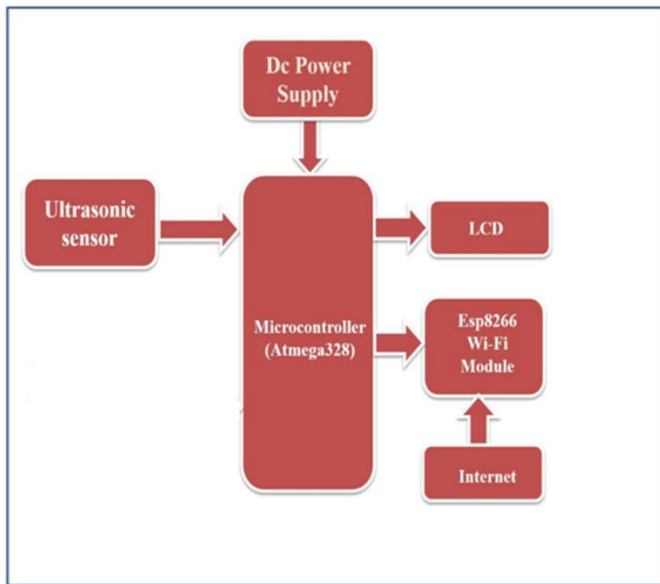 Dc Power
Supply
Ultrasonic
sensor
LCD
Microcontroller
(Atmega328)
Esp8266
Wi-Fi
Module
Internet